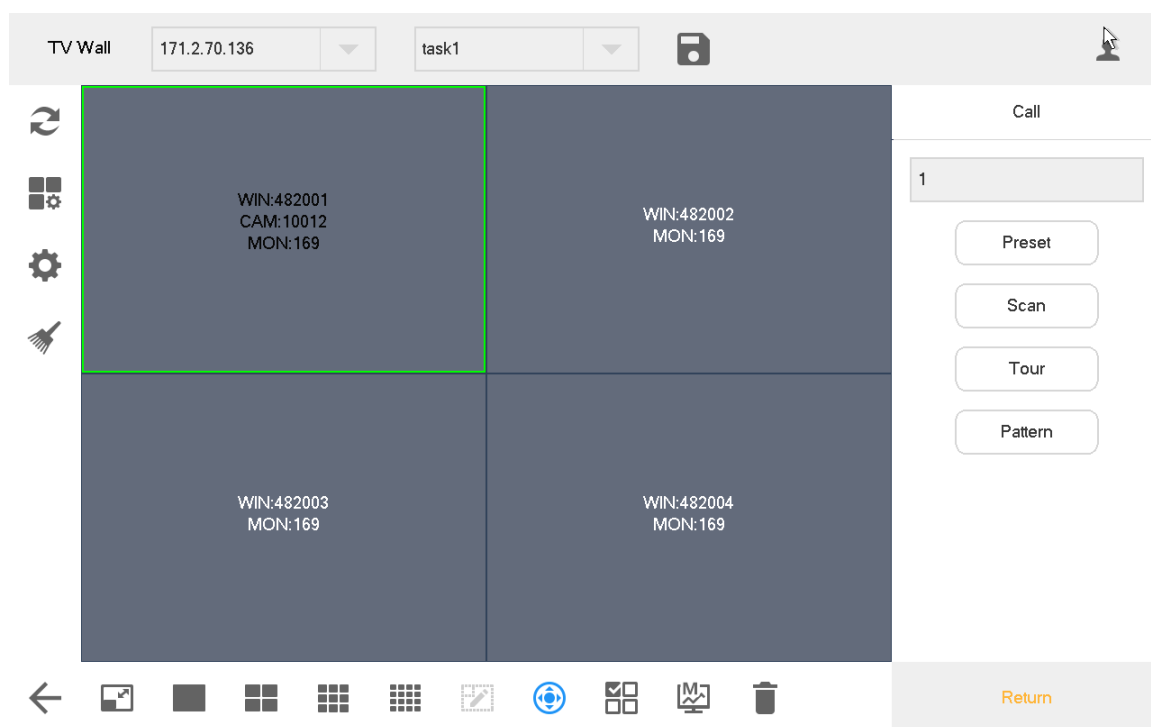 TV Wall
171.2.70.136
task1
Call
1
WIN:482001
CAM:10012
MON:169
WIN:482002
MON:169
Preset
Scan
Tour
Pattern
WIN:482003
MON:169
WIN:482004
MON:169
M
Return